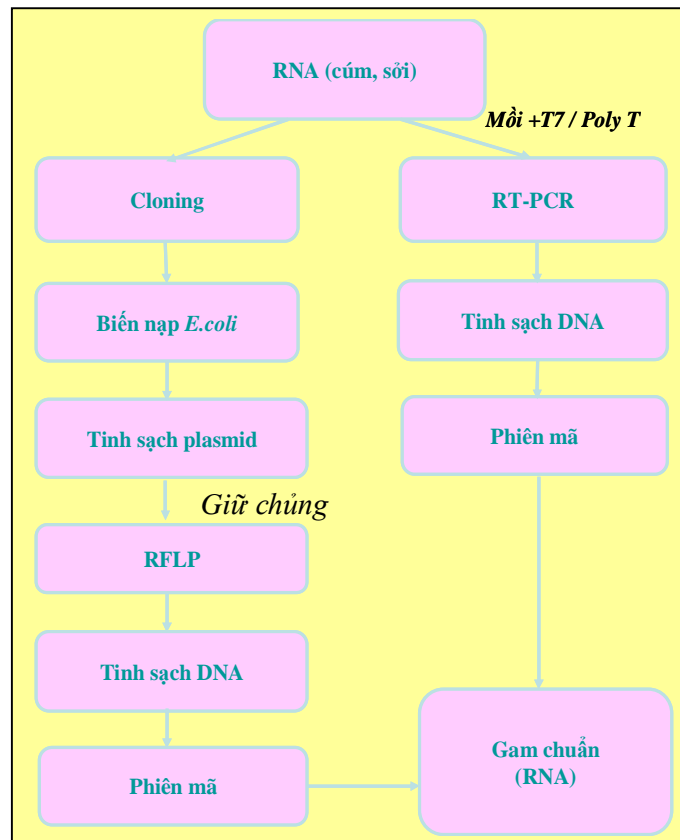 RNA (cúm, sởi)
Mồi +T7 / Poly T
Cloning
RT-PCR
Biến nạp E.coli
Tinh sạch DNA
Tinh sạch plasmid
Phiên mã
Giữ chủng
RFLP
Tinh sạch DNA
Gam chuẩn
(RNA)
Phiên mã